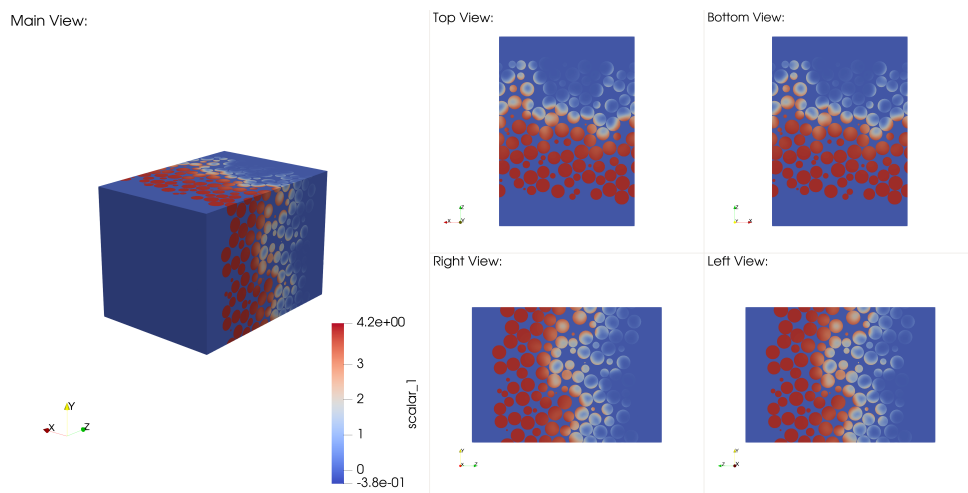 Main View:
Top View:
Bottom View:
Right View:
Left View:
4.2e+00
3
2
1
0
-3.8e-01
scalar_1
X
Y
Z
Z
X
Y
Z
Y
X
Y
X
Z
Y
Z
X